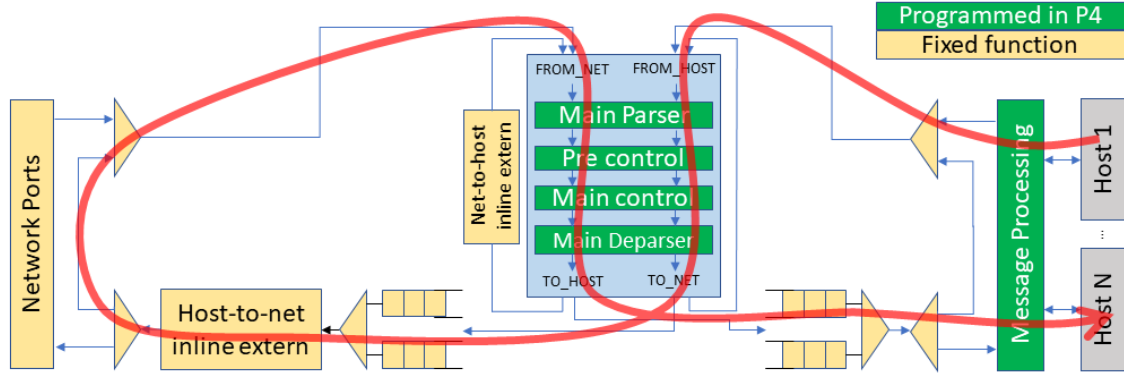 Programmed in P4
Fixed function
FROM_NET
FROM_HOST
Network Ports
Net-to-host
inline extern
Main Parser
Pre control
Main control
Main Deparser
TO_HOST
TO_NET
Host-to-net
inline extern
Message Processing
Host 1
...
Host N